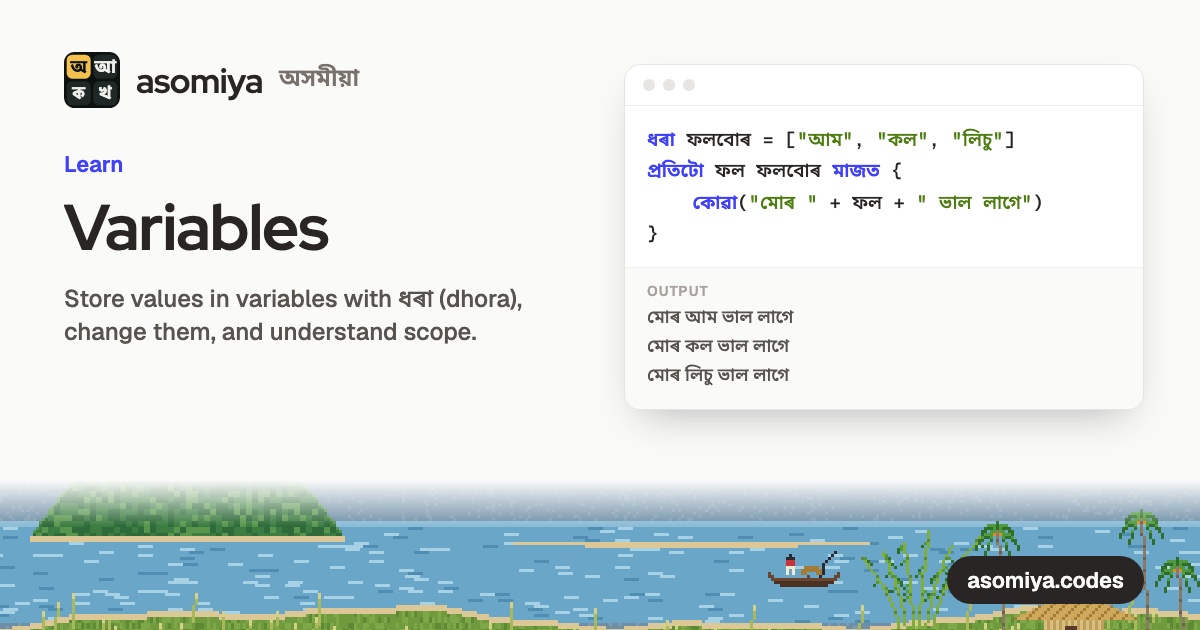 অ আ
ক খ
asomiya অসমীয়া
Learn
Variables
Store values in variables with ধৰা (dhora),
change them, and understand scope.
ধৰা ফলবোৰ = ["আম", "কল", "লিচু"]
প্ৰতিটো ফল ফলবোৰ মাজত {
    কোৱা("মোৰ " + ফল + " ভাল লাগে")
}
OUTPUT
মোৰ আম ভাল লাগে
মোৰ কল ভাল লাগে
মোৰ লিচু ভাল লাগে
asomiya.codes